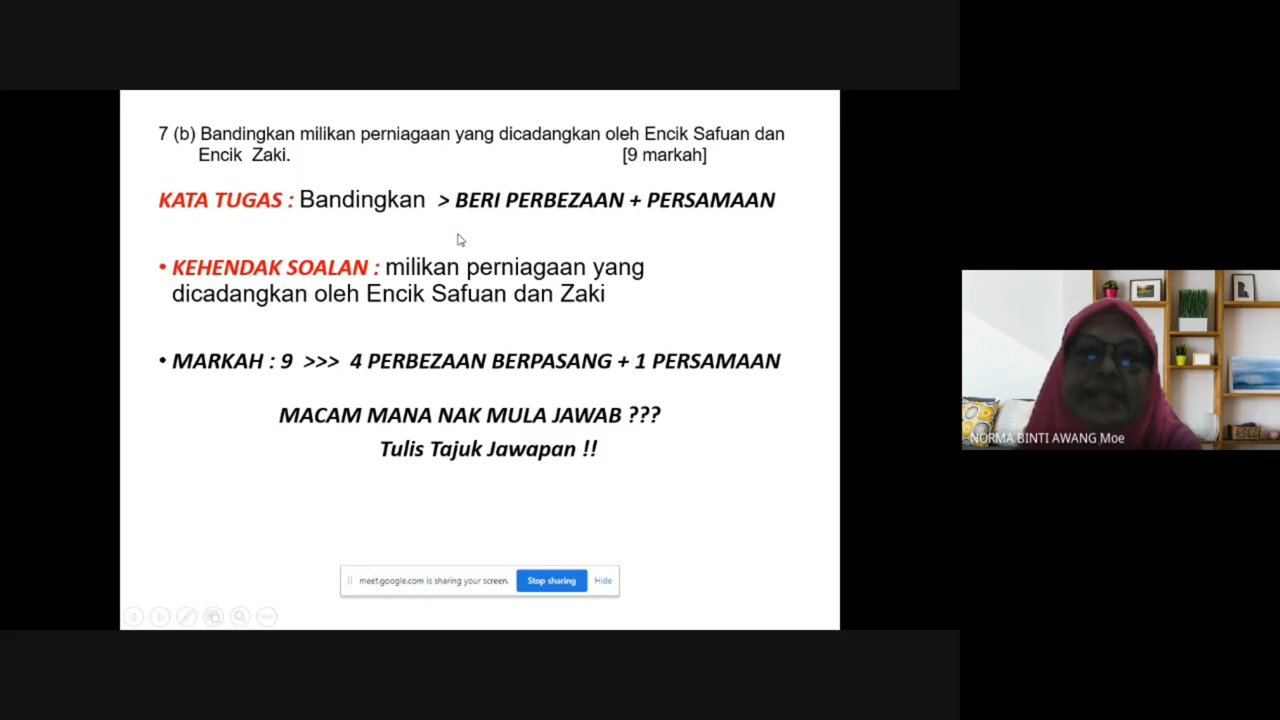 7 (b) Bandingkan milikan perniagaan yang dicadangkan oleh Encik Safuan dan
Encik Zaki. [9 markah]
KATA TUGAS : Bandingkan > BERI PERBEZAAN + PERSAMAAN
• KEHENDAK SOALAN : milikan perniagaan yang
dicadangkan oleh Encik Safuan dan Zaki
• MARKAH : 9 >>> 4 PERBEZAAN BERPASANG + 1 PERSAMAAN
MACAM MANA NAK MULA JAWAB ???
Tulis Tajuk Jawapan !!
meet.google.com is sharing your screen. Stop sharing Hide
NORMA BINTI AWANG Moe